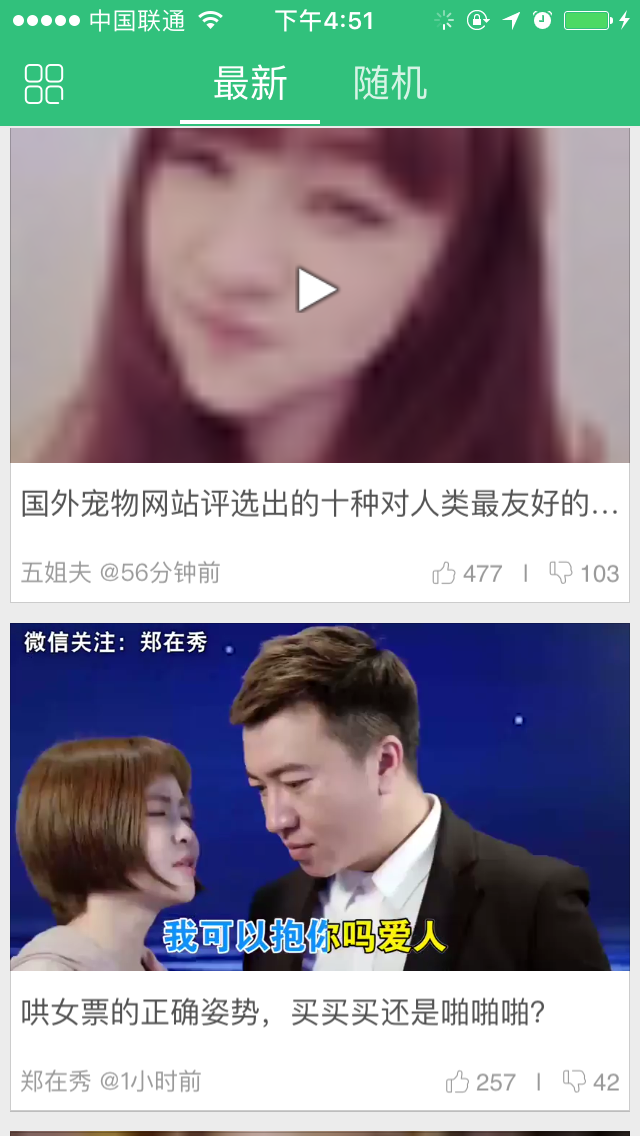 中国联通 下午4:51
最新 随机
国外宠物网站评选出的十种对人类最友好的…
五姐夫 @56分钟前 477 | 103
微信关注：郑在秀
我可以抱你吗爱人
哄女票的正确姿势，买买买还是啪啪啪?
郑在秀 @1小时前 257 | 42